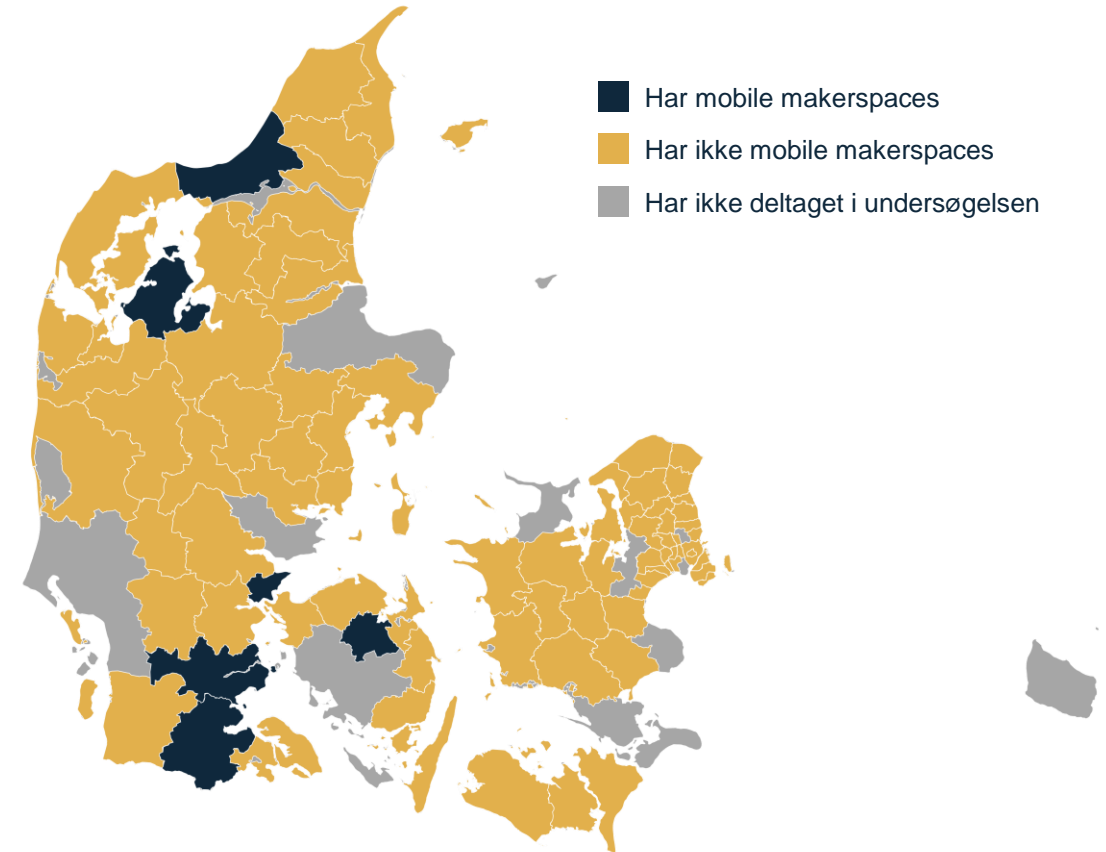 Har mobile makerspaces
Har ikke mobile makerspaces
Har ikke deltaget i undersøgelsen